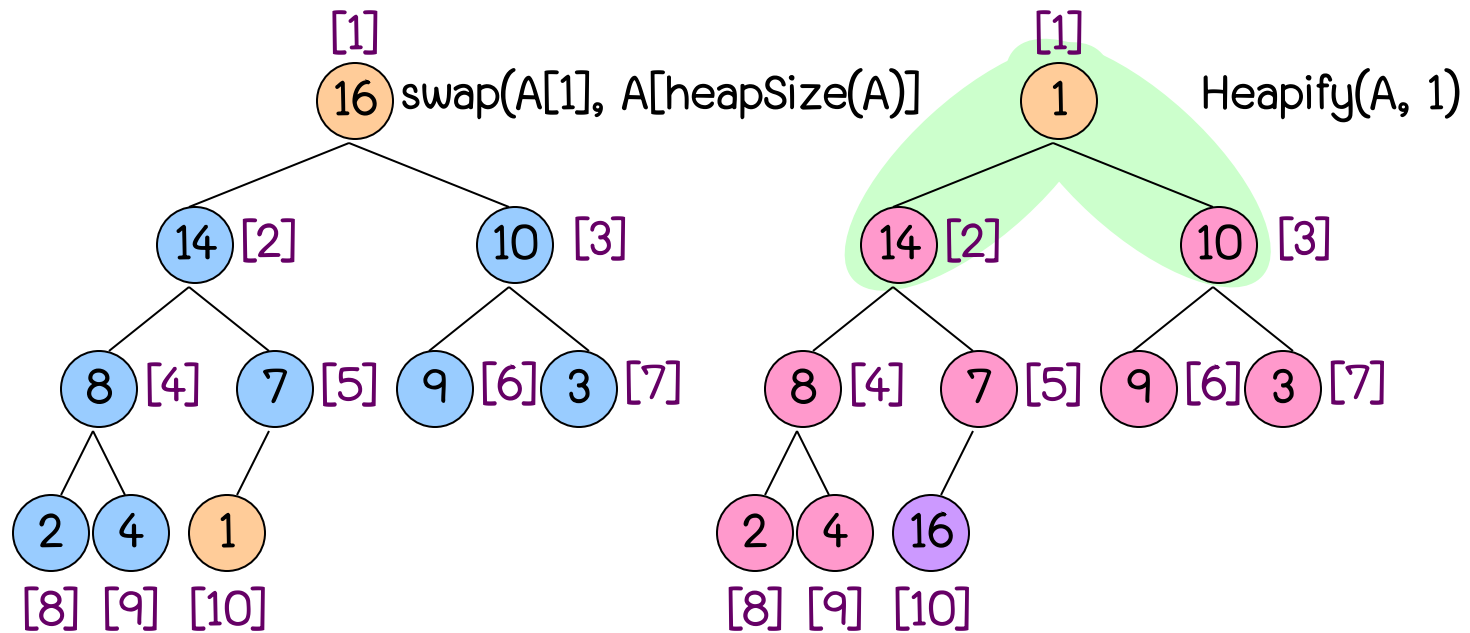 [1] [1]
16 swap(A[1], A[heapSize(A)] 1 Heapify(A, 1)
14 [2] 10 [3] 14 [2] 10 [3]
8 [4] 7 [5] 9 [6] 3 [7] 8 [4] 7 [5] 9 [6] 3 [7]
2 4 1 2 4 16
[8] [9] [10] [8] [9] [10]